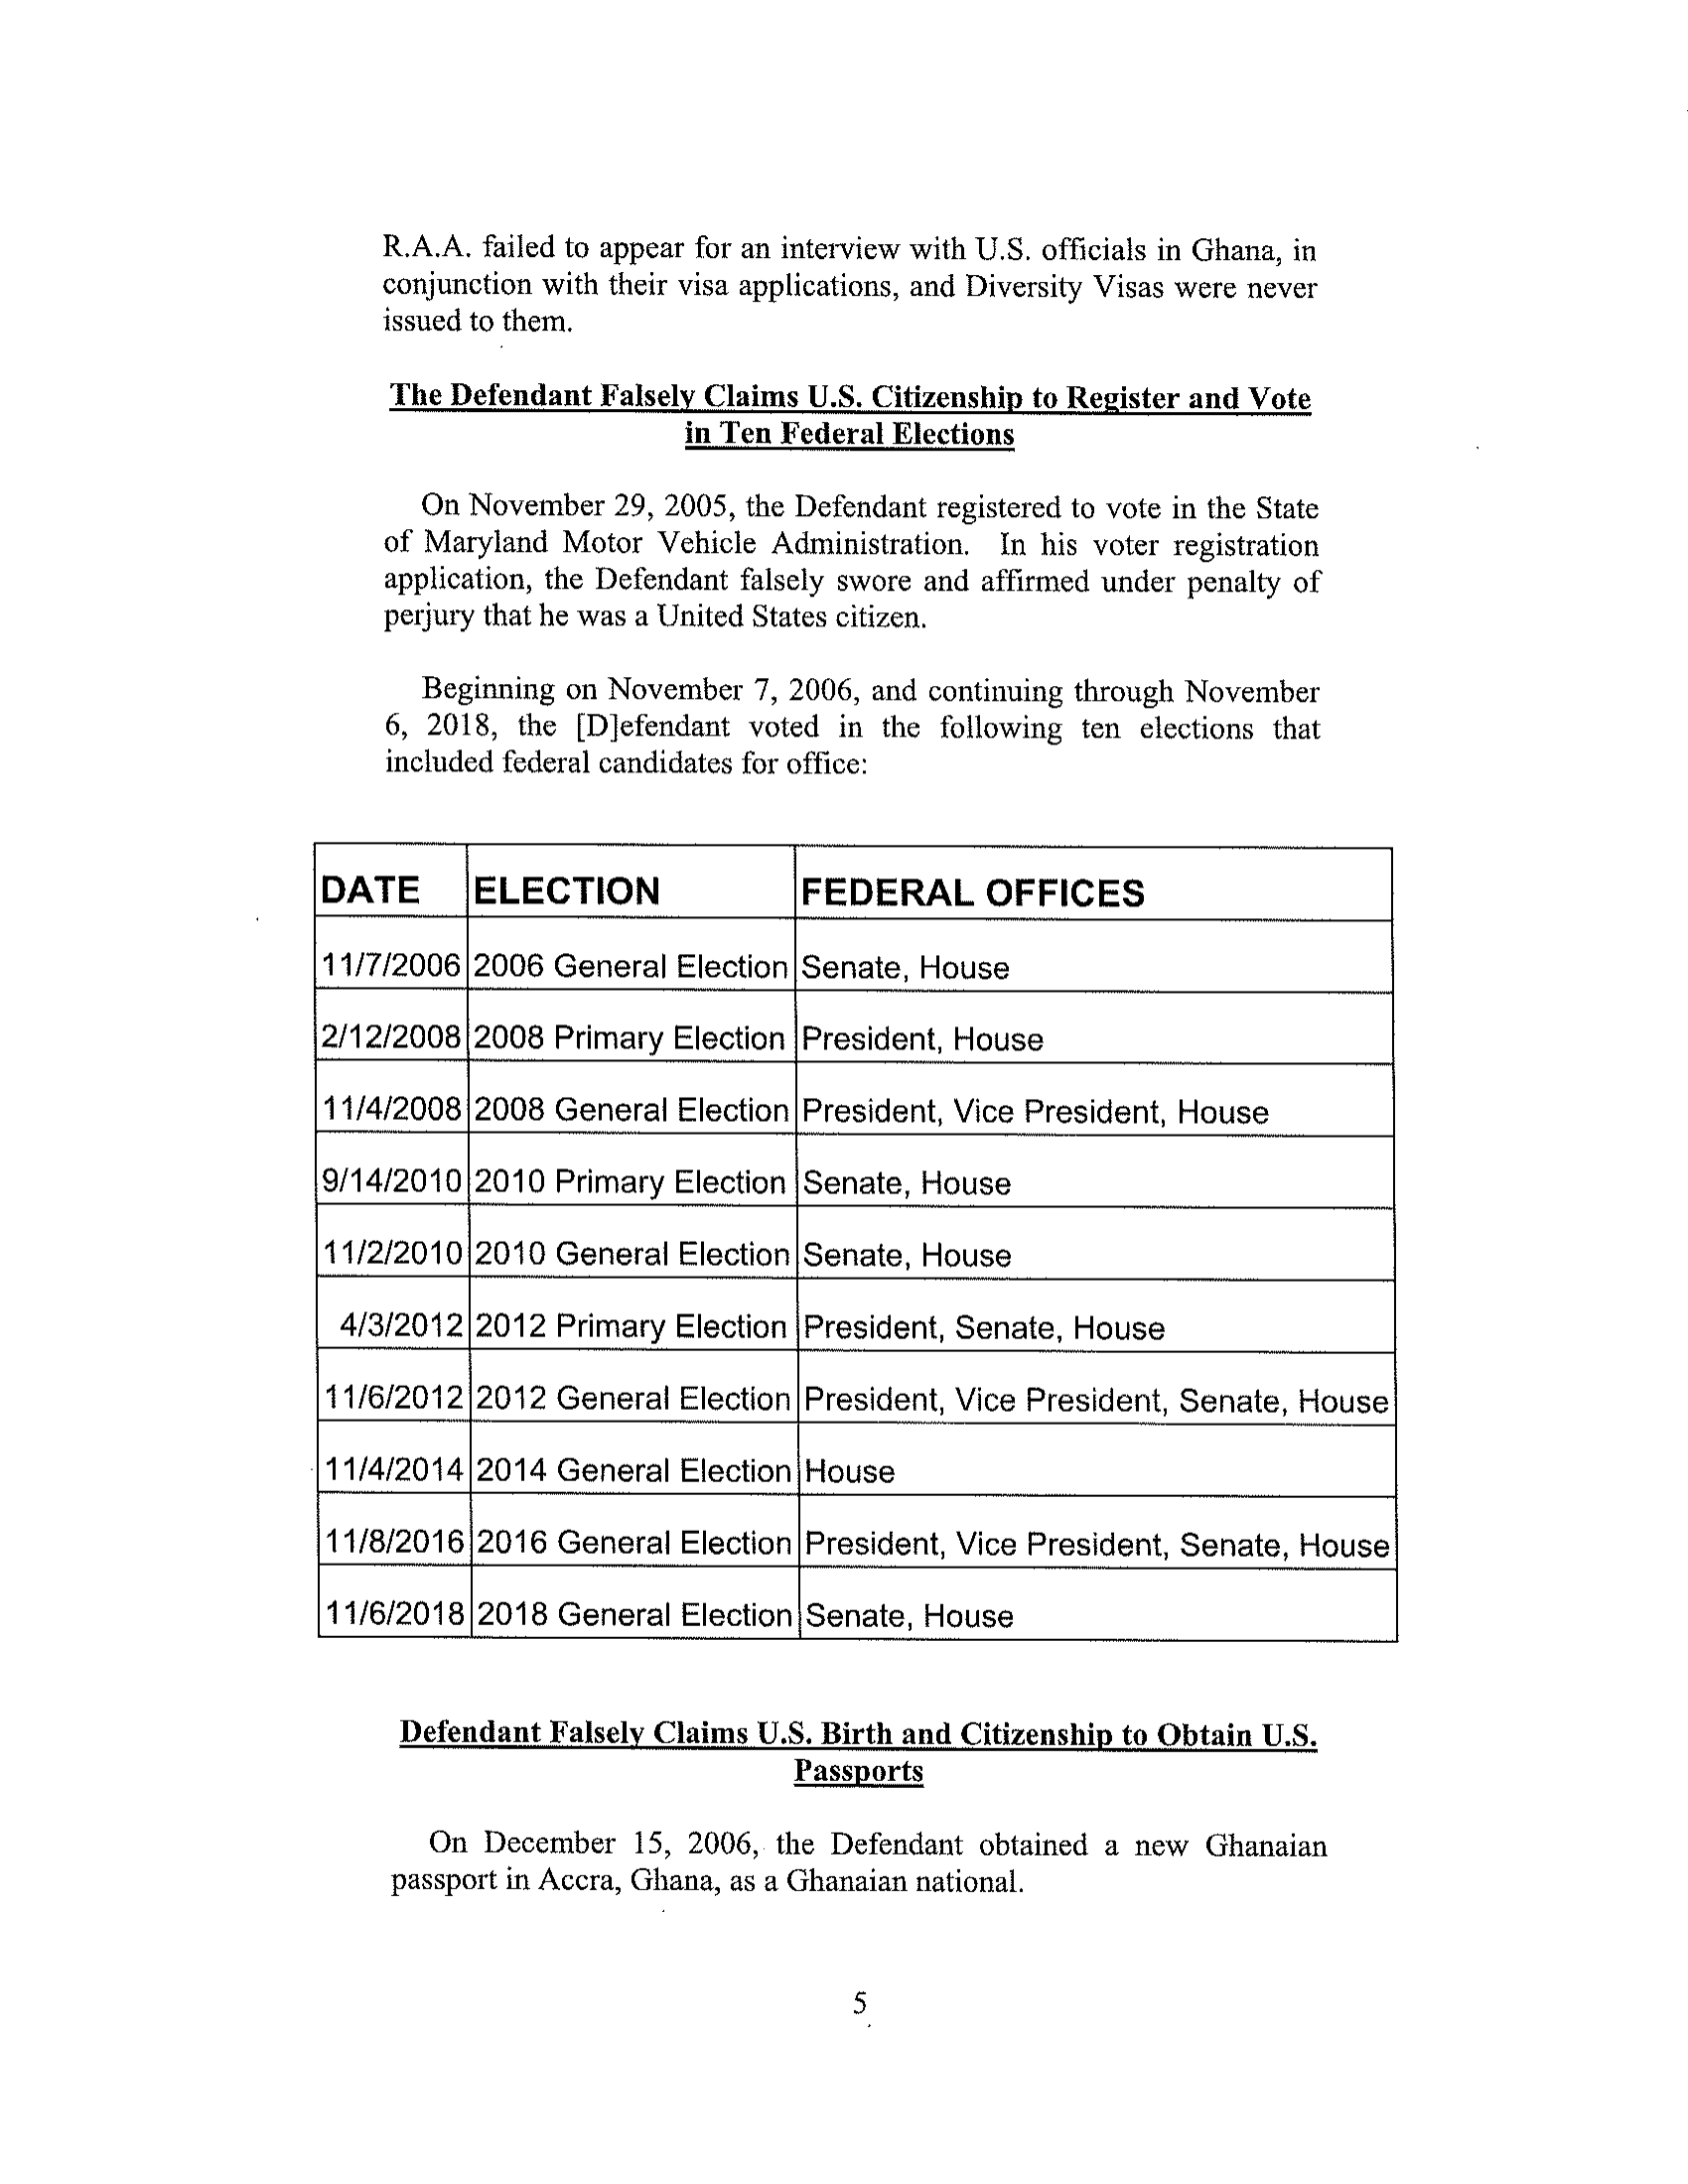 R.A.A. failed to appear for an interview with U.S. officials in Ghana, in
conjunction with their visa applications, and Diversity Visas were never
issued to them.
The Defendant Falsely Claims U.S. Citizenship to Register and Vote
in Ten Federal Elections
On November 29, 2005, the Defendant registered to vote in the State
of Maryland Motor Vehicle Administration. In his voter registration
application, the Defendant falsely swore and affirmed under penalty of
perjury that he was a United States citizen.
Beginning on November 7, 2006, and continuing through November
6, 2018, the [D]efendant voted in the following ten elections that
included federal candidates for office:
DATE ELECTION FEDERAL OFFICES
11/7/2006 2006 General Election Senate, House
2/12/2008 2008 Primary Election President, House
11/4/2008 2008 General Election President, Vice President, House
9/14/2010 2010 Primary Election Senate, House
11/2/2010 2010 General Election Senate, House
4/3/2012 2012 Primary Election President, Senate, House
11/6/2012 2012 General Election President, Vice President, Senate, House
11/4/2014 2014 General Election House
11/8/2016 2016 General Election President, Vice President, Senate, House
11/6/2018 2018 General Election Senate, House
Defendant Falsely Claims U.S. Birth and Citizenship to Obtain U.S.
Passports
On December 15, 2006, the Defendant obtained a new Ghanaian
passport in Accra, Ghana, as a Ghanaian national.
5